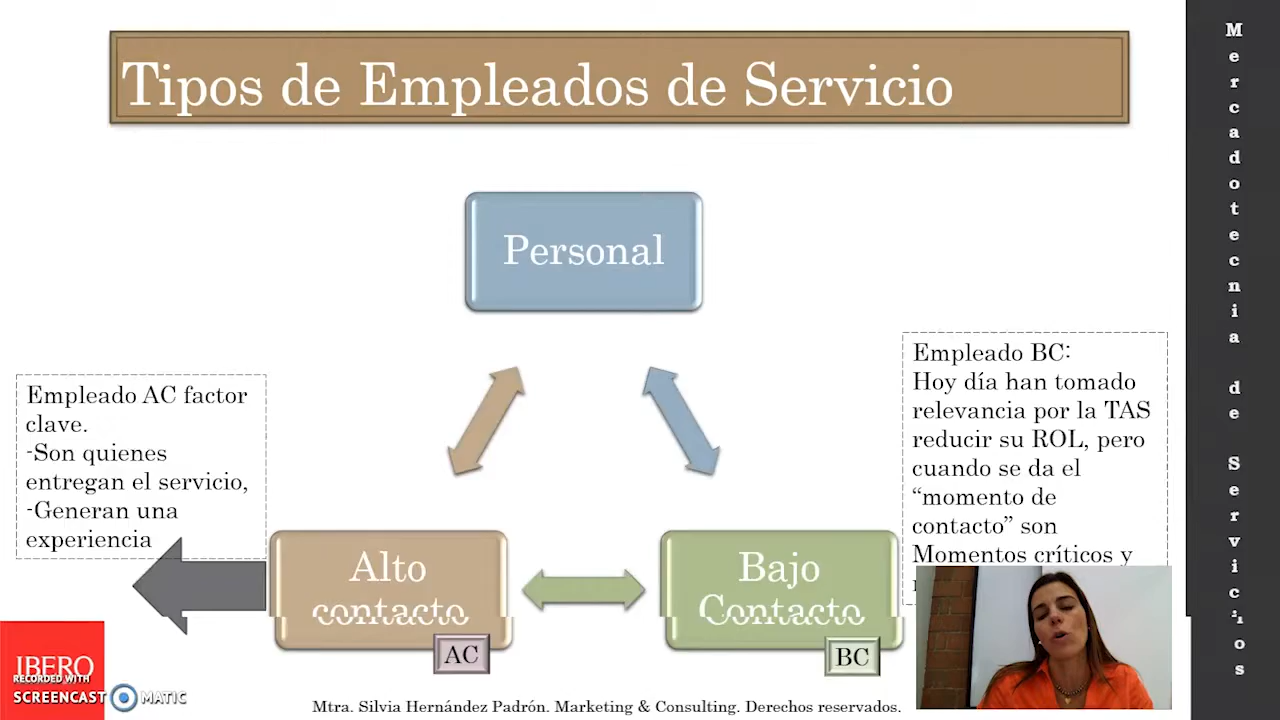 Tipos de Empleados de Servicio
Personal
Empleado AC factor
clave.
-Son quienes
entregan el servicio,
-Generan una
experiencia
Empleado BC:
Hoy día han tomado
relevancia por la TAS
reducir su ROL, pero
cuando se da el
“momento de
contacto” son
Momentos críticos y
Alto
contacto
AC
Bajo
Contacto
BC
Mercadotecnia de Servicios
IBERO
RECORDED WITH
SCREENCAST MATIC
Mtra. Silvia Hernández Padrón. Marketing & Consulting. Derechos reservados.